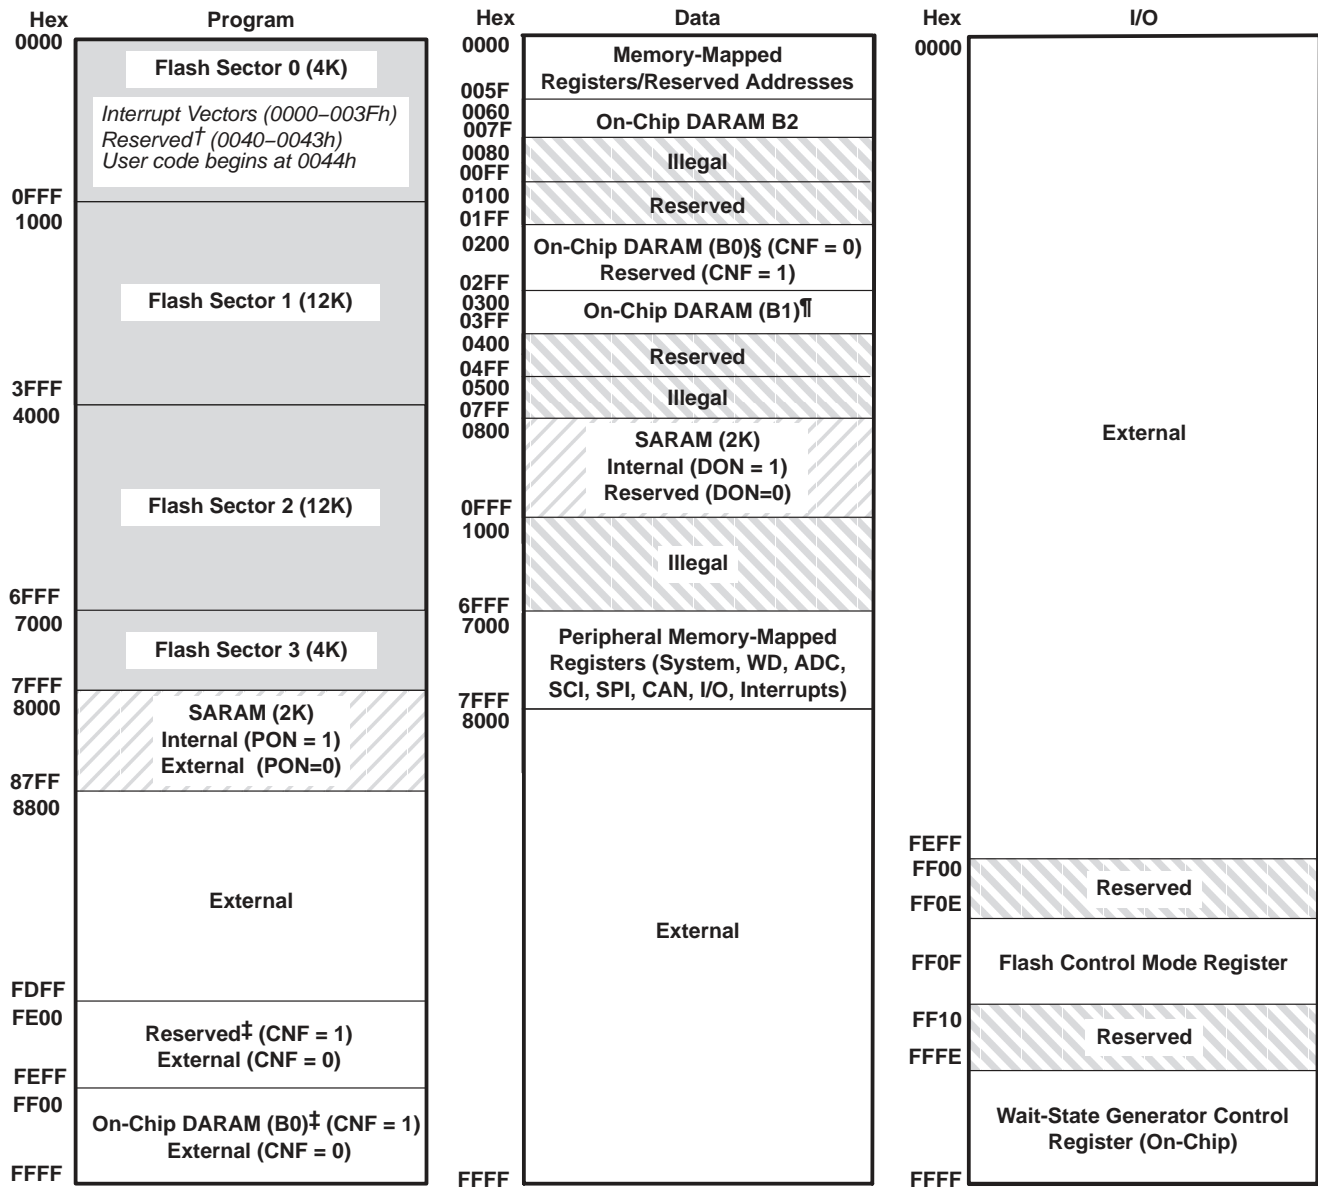 Hex
Program
0000
Flash Sector 0 (4K)
Interrupt Vectors (0000–003Fh)
Reserved† (0040–0043h)
User code begins at 0044h
0FFF
1000
Flash Sector 1 (12K)
3FFF
4000
Flash Sector 2 (12K)
6FFF
7000
Flash Sector 3 (4K)
7FFF
8000
SARAM (2K)
Internal (PON = 1)
External (PON=0)
87FF
8800
External
FDFF
FE00
Reserved‡ (CNF = 1)
External (CNF = 0)
FEFF
FF00
On-Chip DARAM (B0)‡ (CNF = 1)
External (CNF = 0)
FFFF
Hex
Data
0000
Memory-Mapped
Registers/Reserved Addresses
005F
0060
On-Chip DARAM B2
007F
0080
Illegal
00FF
0100
Reserved
01FF
0200
On-Chip DARAM (B0)§ (CNF = 0)
Reserved (CNF = 1)
02FF
0300
On-Chip DARAM (B1)¶
03FF
0400
Reserved
04FF
0500
Illegal
07FF
0800
SARAM (2K)
Internal (DON = 1)
Reserved (DON=0)
0FFF
1000
Illegal
6FFF
7000
Peripheral Memory-Mapped
Registers (System, WD, ADC,
SCI, SPI, CAN, I/O, Interrupts)
7FFF
8000
External
FFFF
Hex
I/O
0000
External
FEFF
FF00
Reserved
FF0E
FF0F
Flash Control Mode Register
FF10
Reserved
FFFE
Wait-State Generator Control
Register (On-Chip)
FFFF